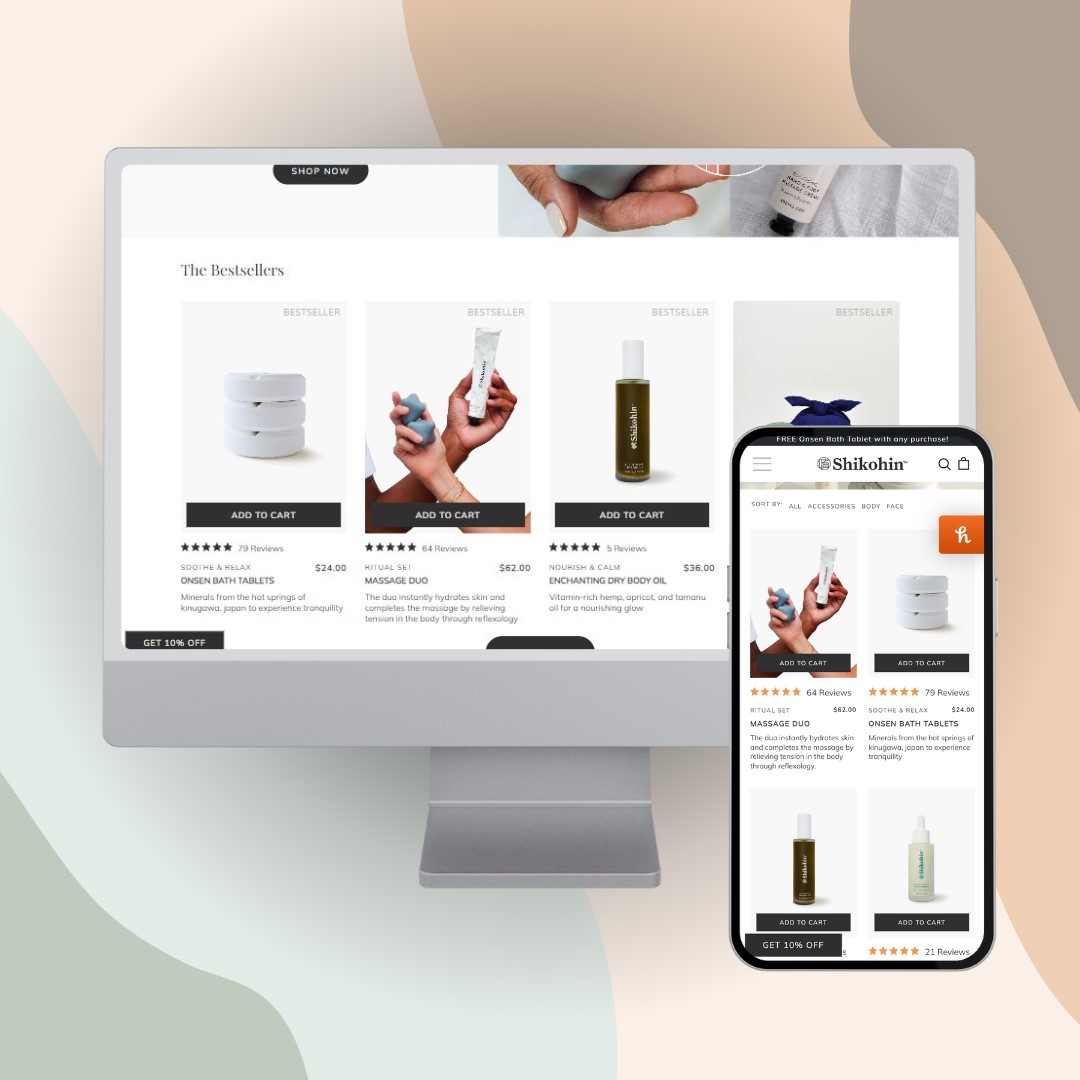 SHOP NOW
The Bestsellers
BESTSELLER
BESTSELLER
BESTSELLER
BESTSELLER
Shikohin
Shikohin
ADD TO CART
ADD TO CART
ADD TO CART
79 Reviews
64 Reviews
5 Reviews
SOOTHE & RELAX $24.00
ONSEN BATH TABLETS
Minerals from the hot springs of
kinugawa, japan to experience tranquility
RITUAL SET $62.00
MASSAGE DUO
The duo instantly hydrates skin and
completes the massage by relieving
tension in the body through reflexology
NOURISH & CALM $36.00
ENCHANTING DRY BODY OIL
Vitamin-rich hemp, apricot, and tamanu
oil for a nourishing glow
GET 10% OFF
FREE Onsen Bath Tablet with any purchase!
Shikohin™
SORT BY: ALL ACCESSORIES BODY FACE
h
ADD TO CART
ADD TO CART
64 Reviews
79 Reviews
RITUAL SET $62.00
MASSAGE DUO
The duo instantly hydrates skin
and completes the massage by
relieving tension in the body
through reflexology.
SOOTHE & RELAX $24.00
ONSEN BATH TABLETS
Minerals from the hot springs of
kinugawa, japan to experience
tranquility
Shikohin
Shikohin
ADD TO CART
ADD TO CART
GET 10% OFF
21 Reviews